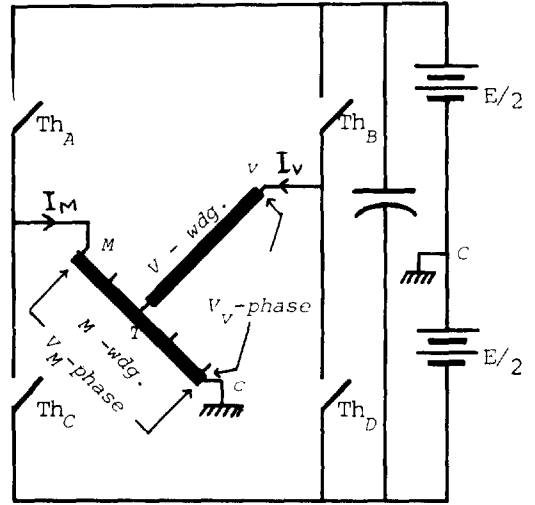 E/2
Th_A
Th_B
V
I_V
I_M
M
V - wdg.
C
V_V-phase
T
M -wdg.
V_M-phase
C
E/2
Th_C
Th_D